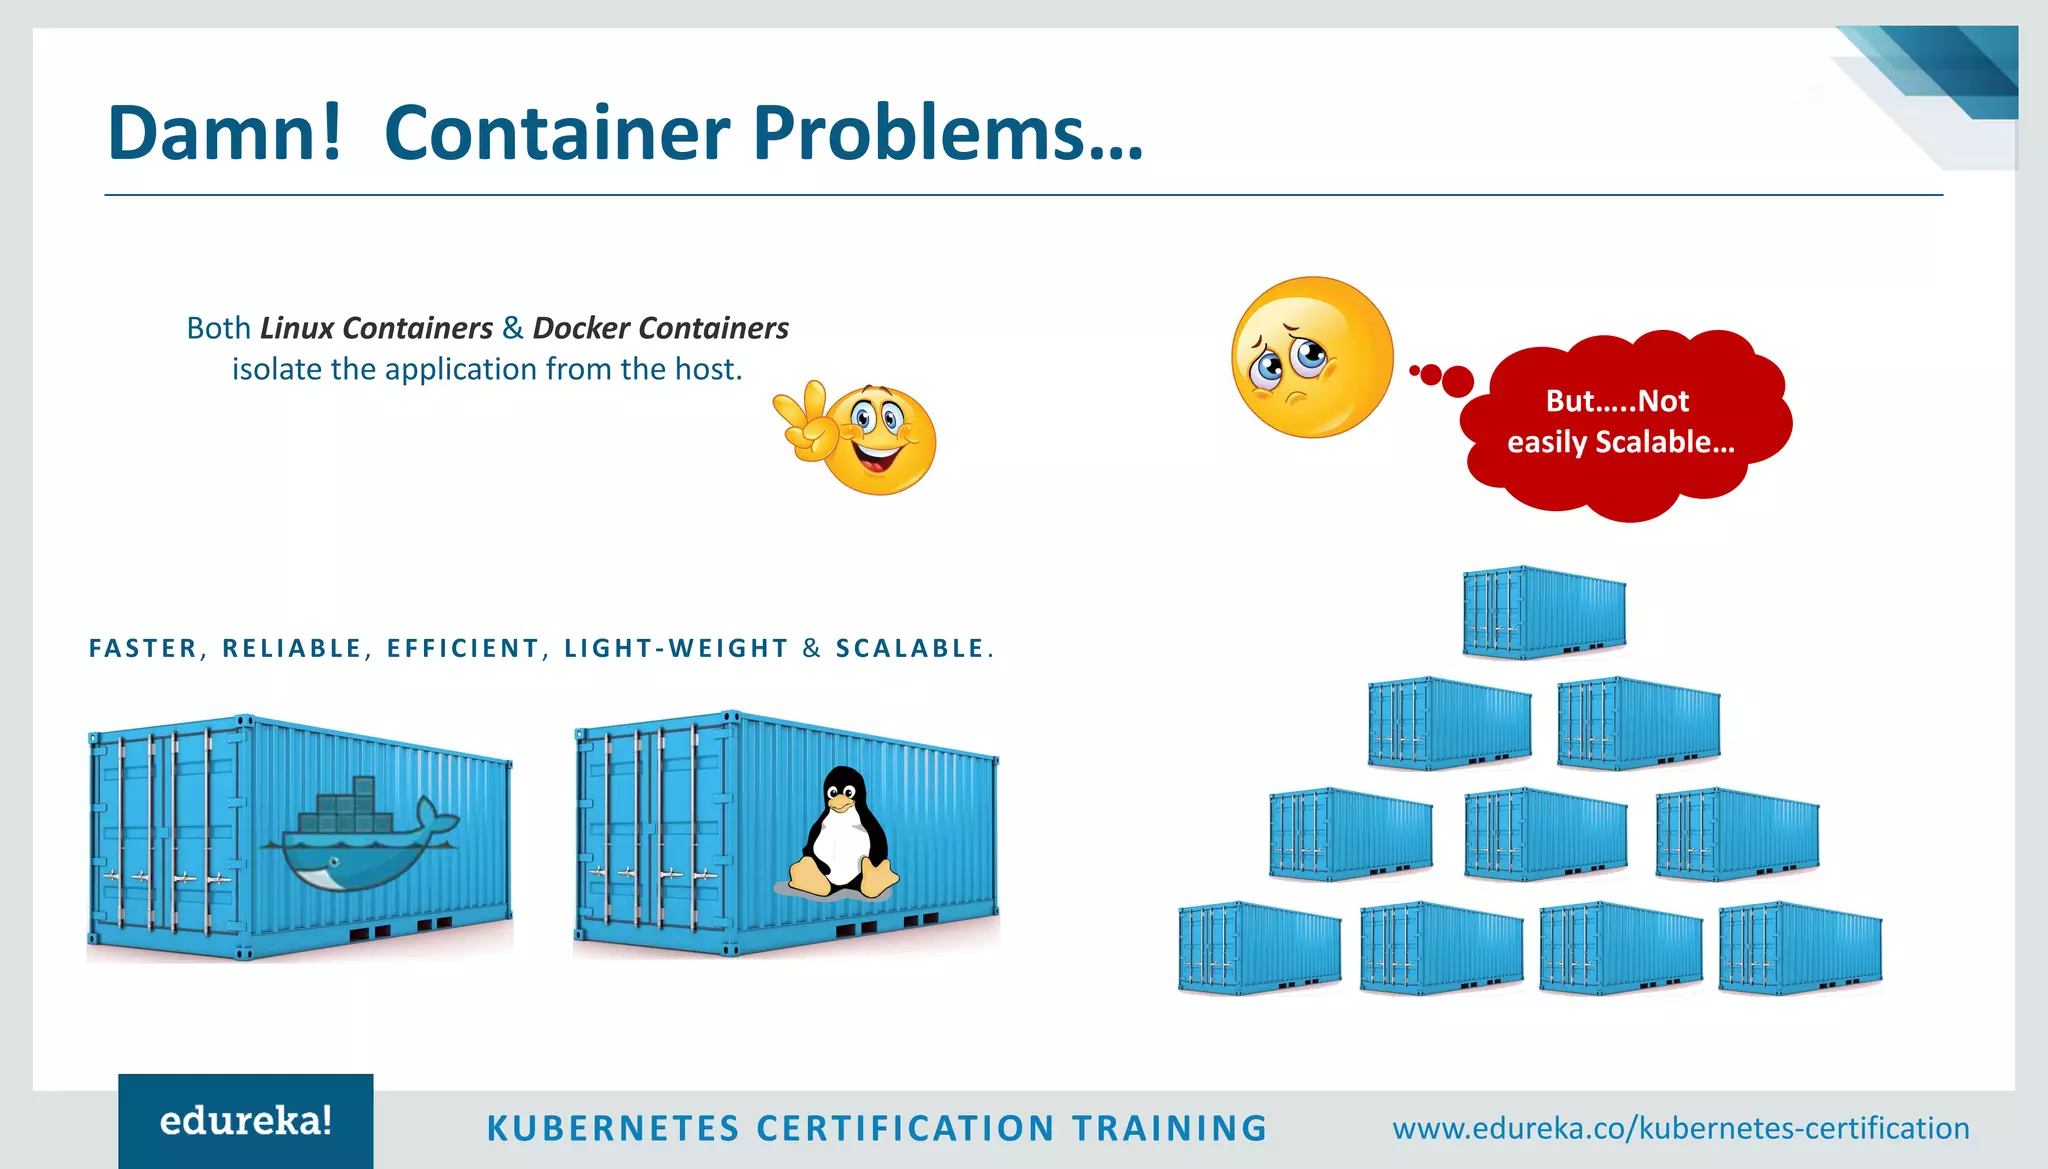 Damn!  Container Problems…
Both Linux Containers & Docker Containers
isolate the application from the host.
But…..Not
easily Scalable…
FASTER, RELIABLE, EFFICIENT, LIGHT-WEIGHT & SCALABLE.
edureka!
KUBERNETES CERTIFICATION TRAINING
www.edureka.co/kubernetes-certification